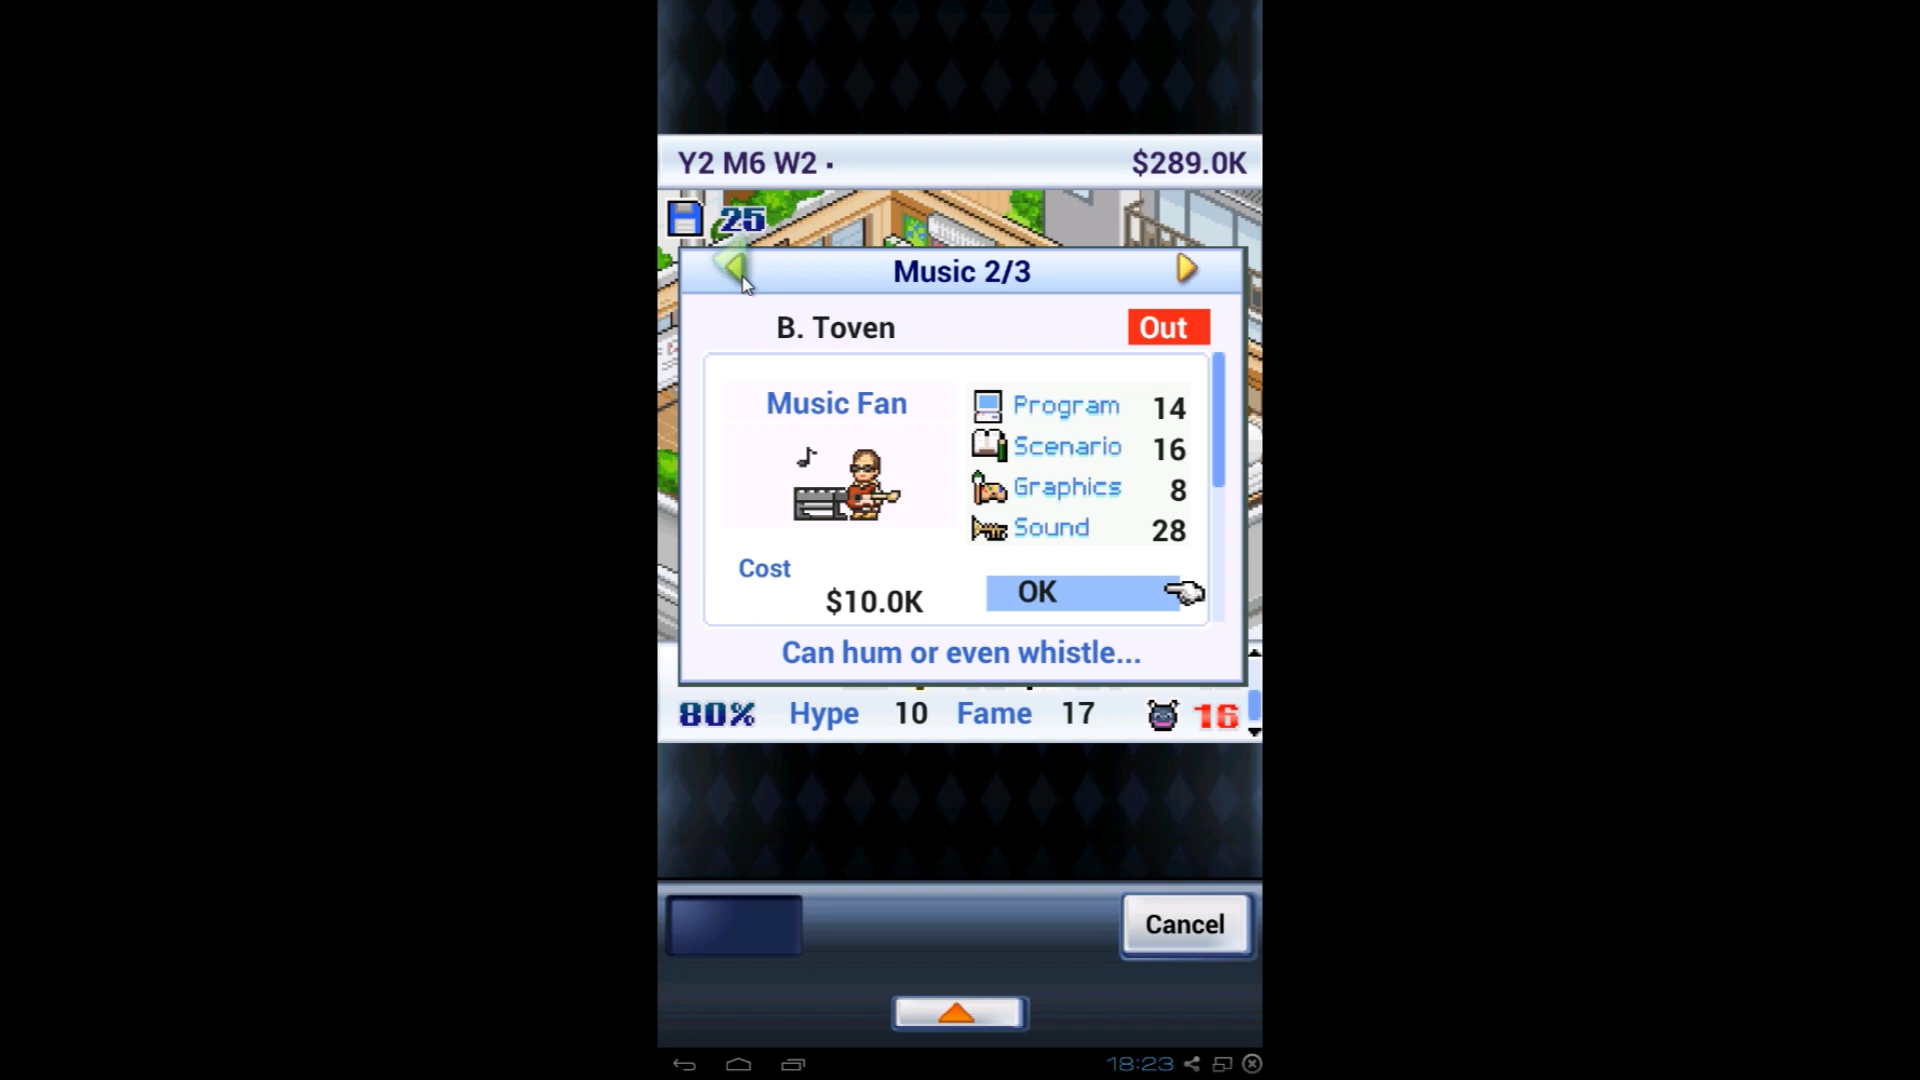 Y2 M6 W2 · $289.0K
25
Music 2/3
B. Toven Out
Music Fan
Program 14
Scenario 16
Graphics 8
Sound 28
Cost
$10.0K
OK
Can hum or even whistle...
80% Hype 10 Fame 17 16
Cancel
18:23